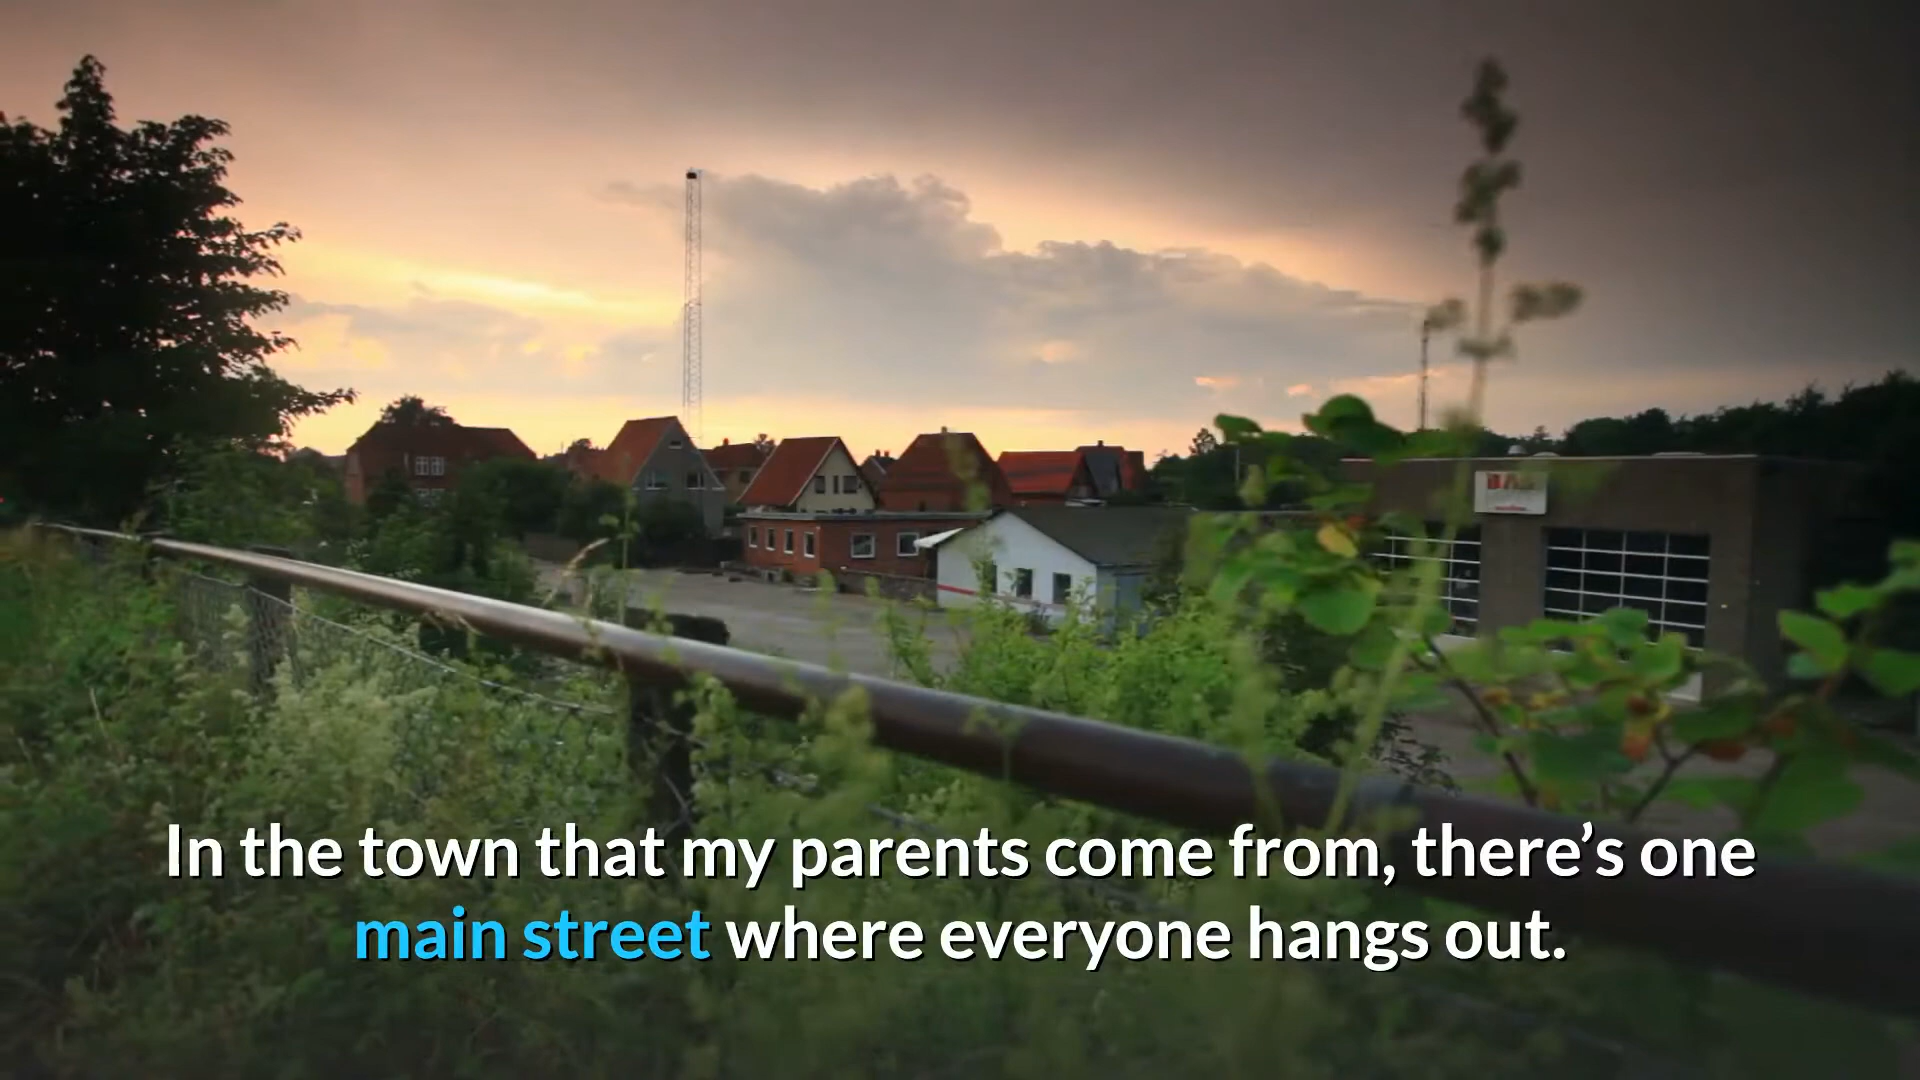 In the town that my parents come from, there’s one
main street where everyone hangs out.